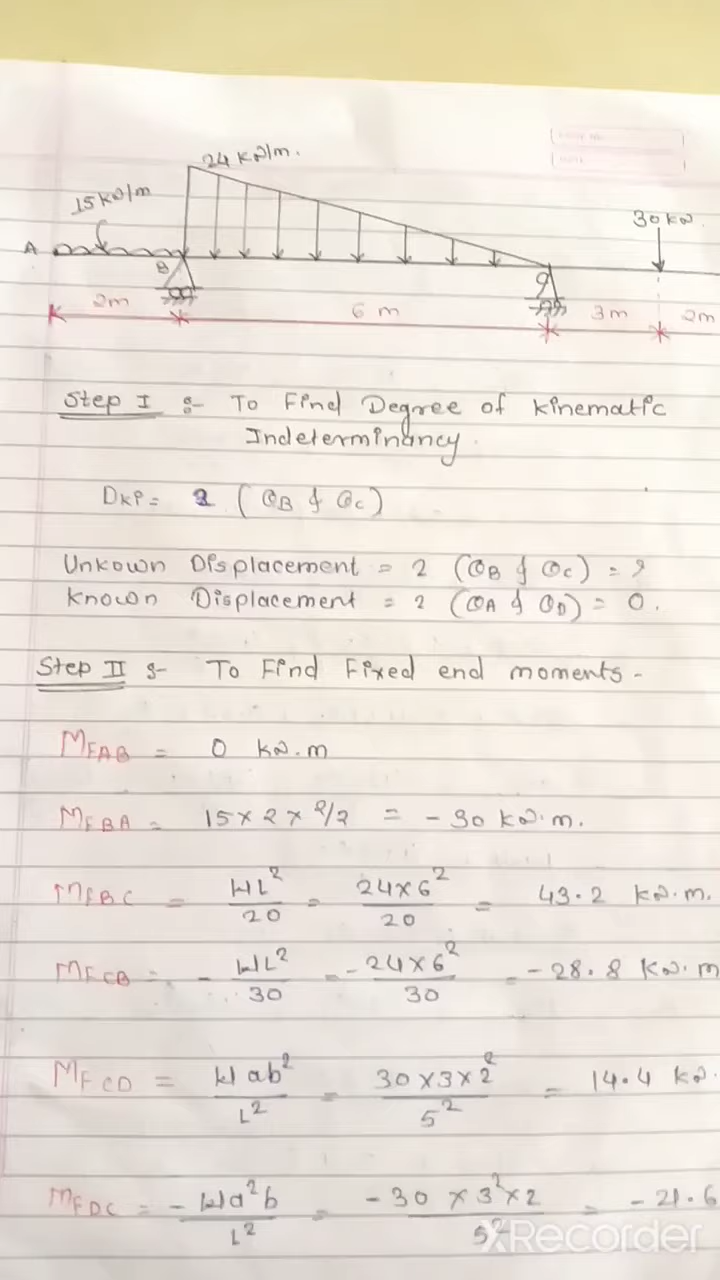 24 kN/m.
15 kN/m
30 kN.
A
B
C
2m 6 m 3m 2m
Step I :- To Find Degree of Kinematic
Indeterminancy.
DKP = 2 (θB & θC)
Unkown Displacement = 2 (θB & θC) = ?
Known Displacement = 2 (θA & θD) = 0.
Step II :- To Find Fixed end moments -
MFAB = 0 kN.m
MFBA = 15 × 2 × 2/2 = - 30 kN.m.
MFBC = WL²/20 = 24×6²/20 = 43.2 kN.m.
MFCB = - WL²/30 = - 24×6²/30 = - 28.8 kN.m
MFCD = Wab²/L² = 30×3×2²/5² = 14.4 kN.
MFDC = - Wa²b/L² = - 30 × 3² × 2/5² = - 21.6
XRecorder